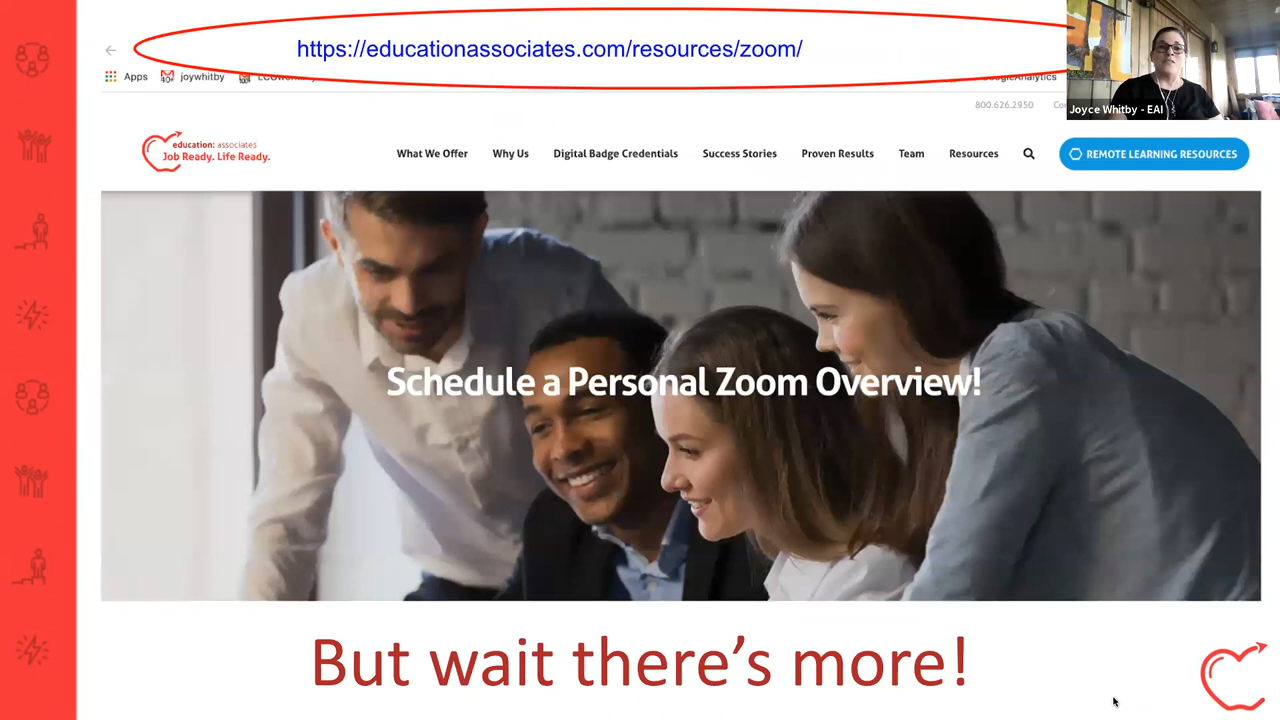 https://educationassociates.com/resources/zoom/
Apps
joywhitby
800.626.2950
Joyce Whitby - EAI
education: associates
Job Ready. Life Ready.
What We Offer
Why Us
Digital Badge Credentials
Success Stories
Proven Results
Team
Resources
REMOTE LEARNING RESOURCES
Schedule a Personal Zoom Overview!
But wait there's more!